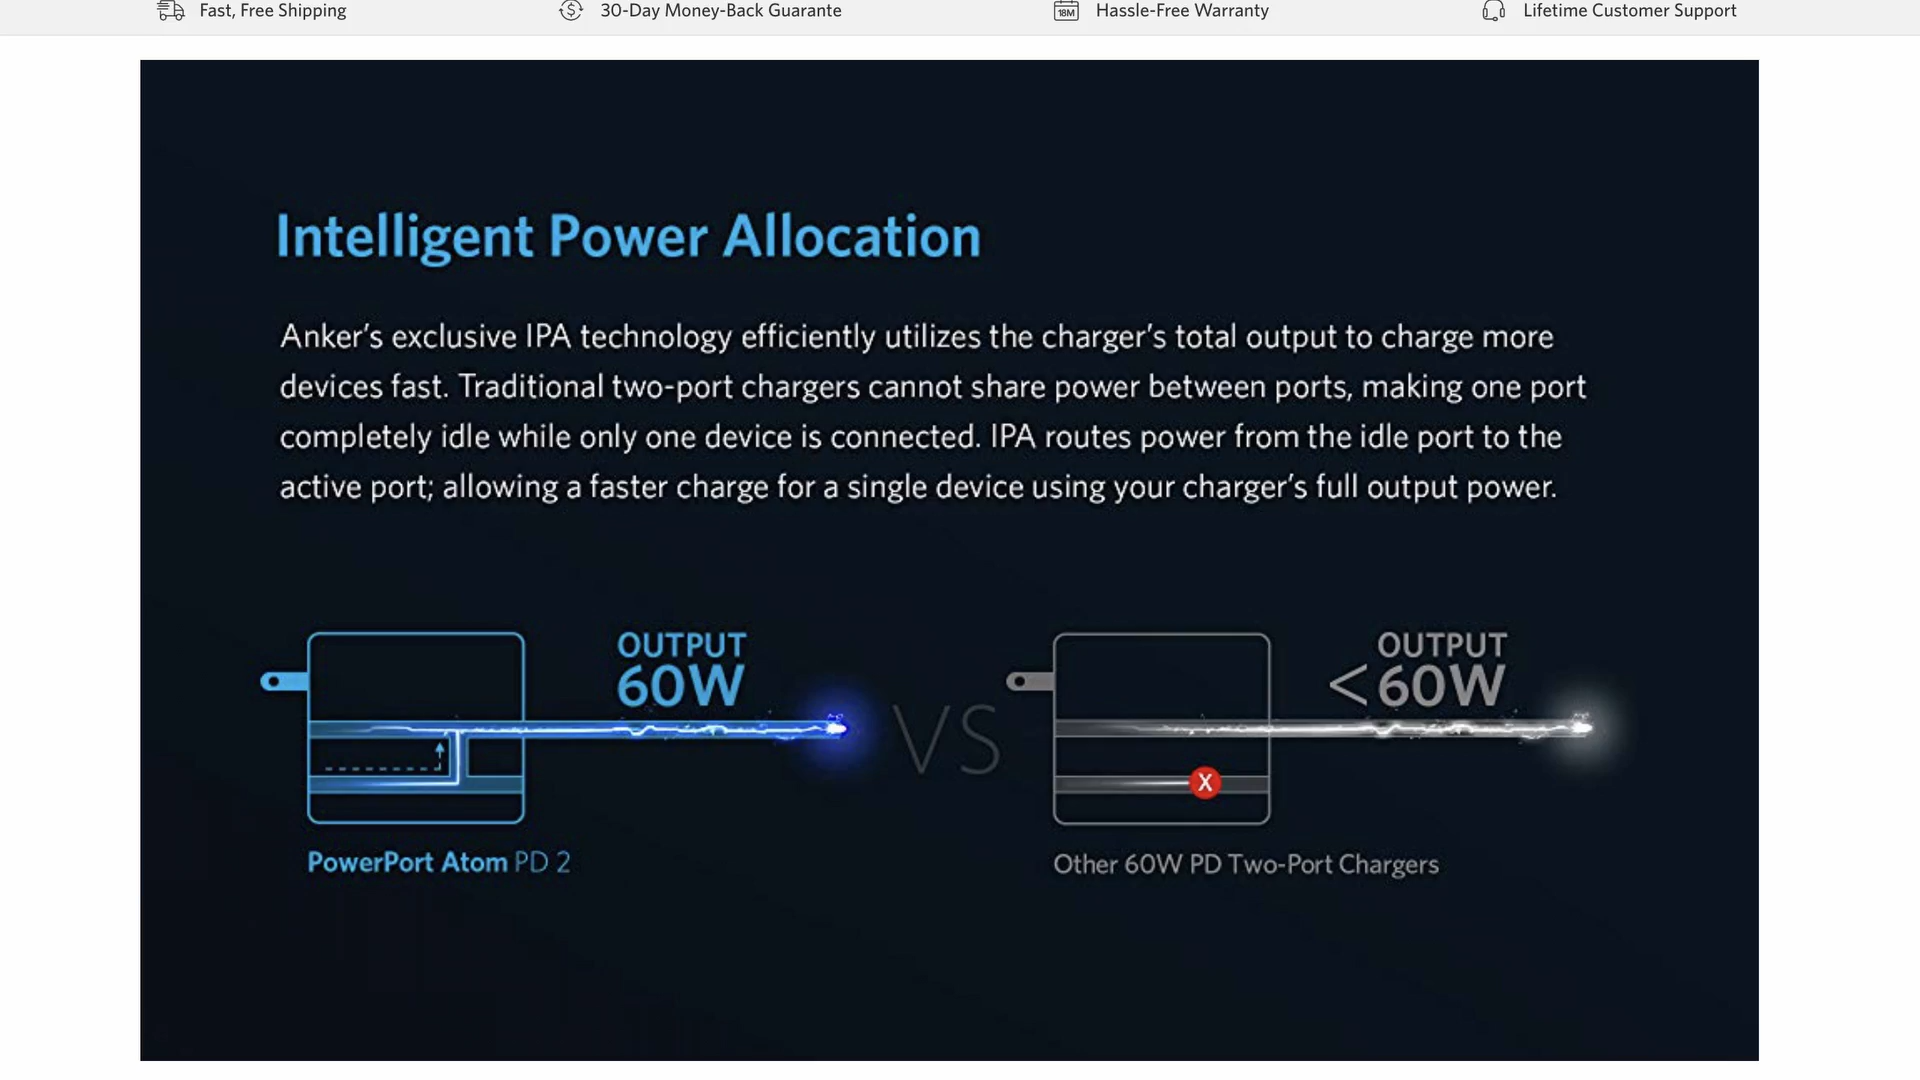 Fast, Free Shipping
30-Day Money-Back Guarante
18M
Hassle-Free Warranty
Lifetime Customer Support
Intelligent Power Allocation
Anker's exclusive IPA technology efficiently utilizes the charger's total output to charge more
devices fast. Traditional two-port chargers cannot share power between ports, making one port
completely idle while only one device is connected. IPA routes power from the idle port to the
active port; allowing a faster charge for a single device using your charger's full output power.
OUTPUT
60W
VS
OUTPUT
<60W
X
PowerPort Atom PD 2
Other 60W PD Two-Port Chargers